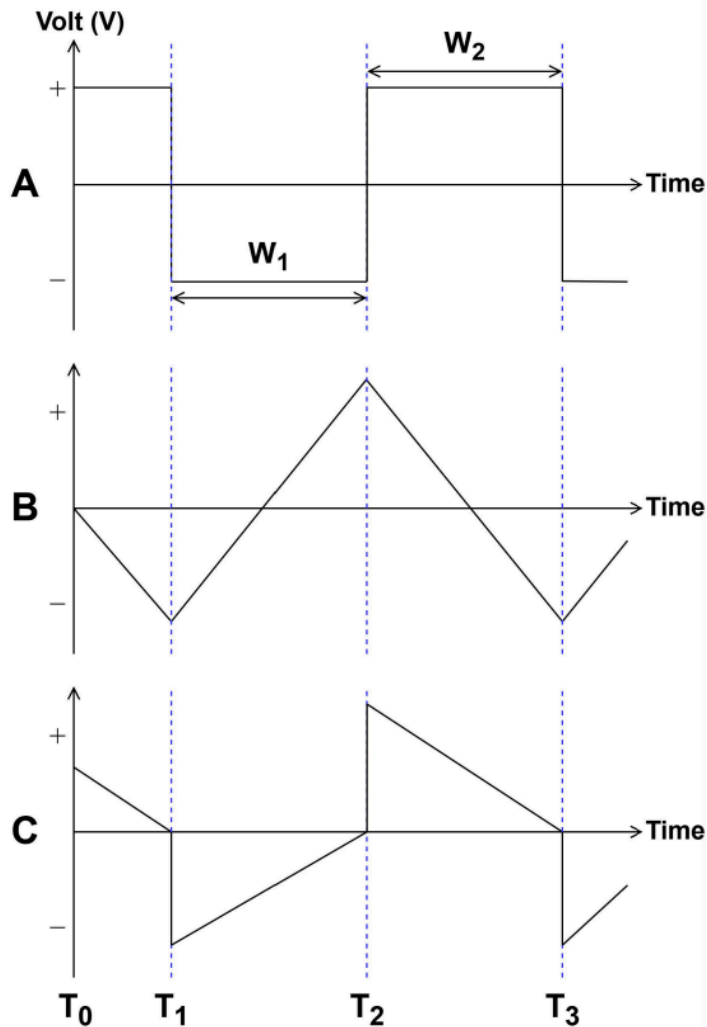 Volt (V)
+
W₂
A
Time
W₁
−
+
B
Time
−
+
C
Time
−
T₀ T₁ T₂ T₃